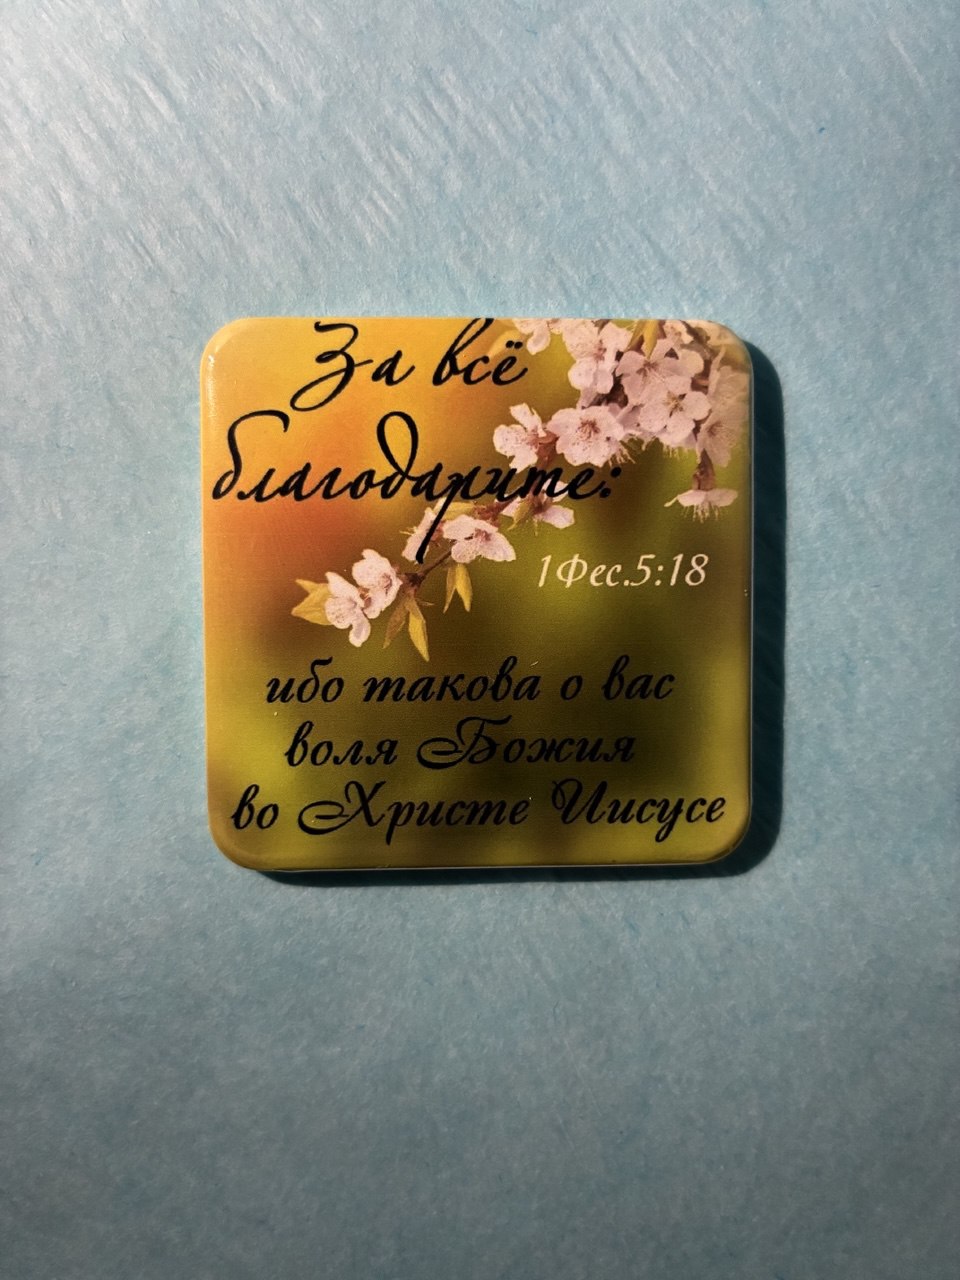 За всё
благодарите:
1Фес.5:18
ибо такова о вас
воля Божия
во Христе Иисусе